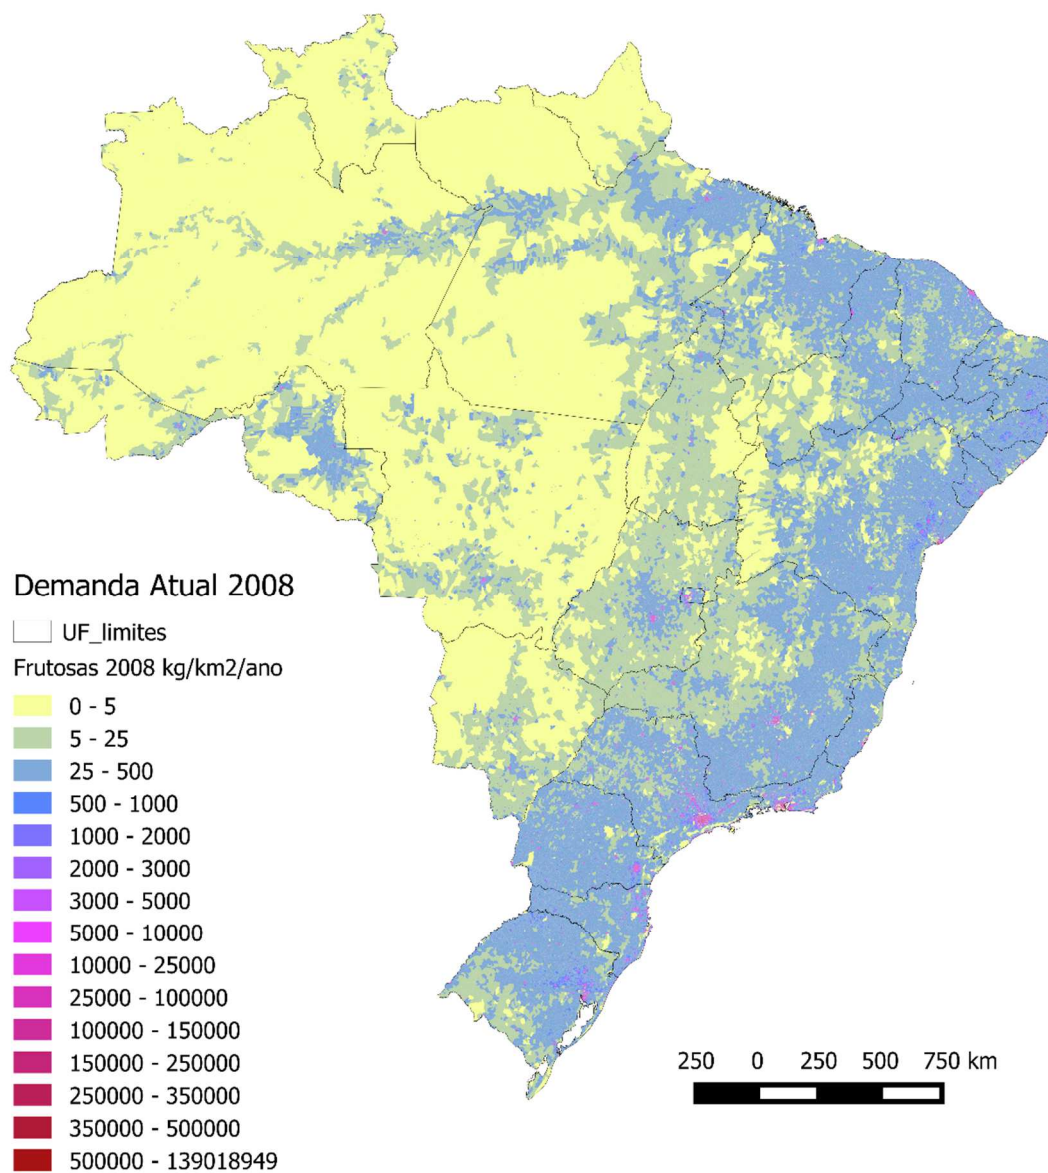 Demanda Atual 2008
UF_limites
Frutosas 2008 kg/km2/ano
0 - 5
5 - 25
25 - 500
500 - 1000
1000 - 2000
2000 - 3000
3000 - 5000
5000 - 10000
10000 - 25000
25000 - 100000
100000 - 150000
150000 - 250000
250000 - 350000
350000 - 500000
500000 - 139018949
250 0 250 500 750 km